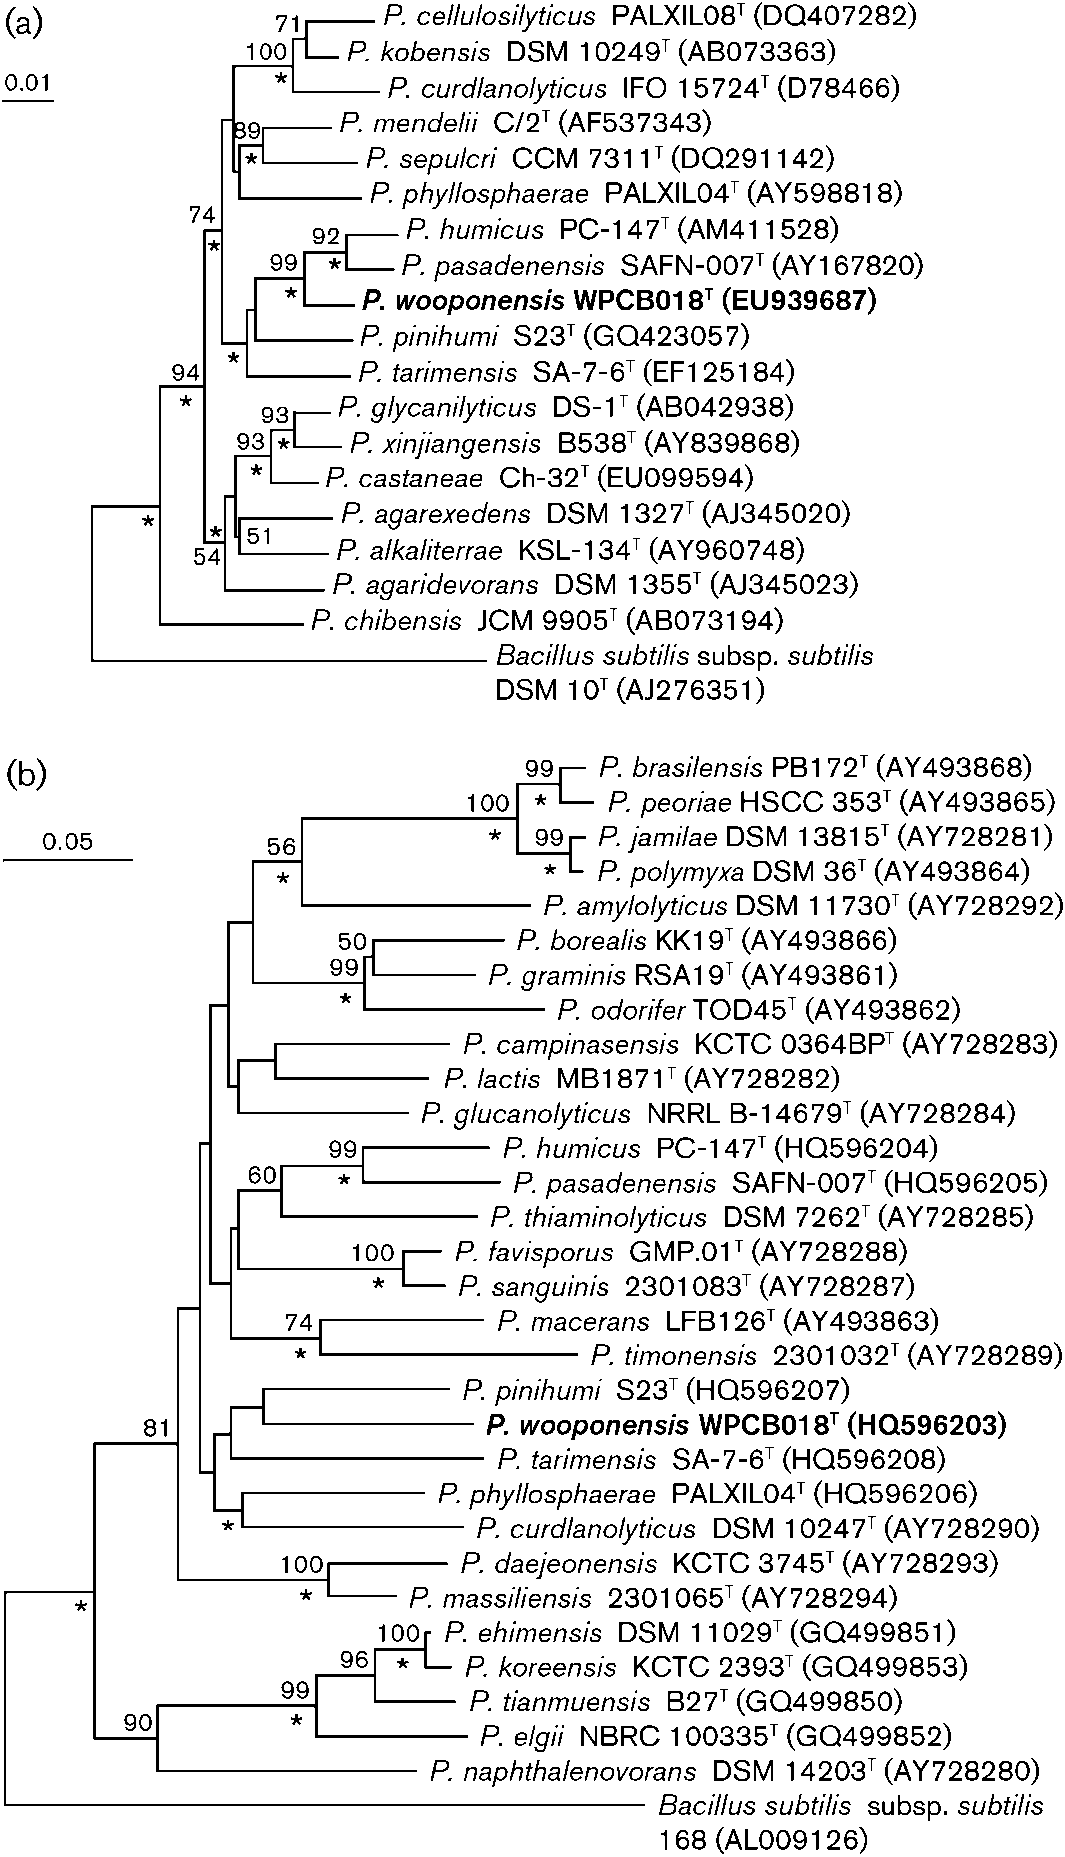 (a)
71 P. cellulosilyticus PALXIL08ᵀ (DQ407282)
100 P. kobensis DSM 10249ᵀ (AB073363)
0.01 * P. curdlanolyticus IFO 15724ᵀ (D78466)
89 P. mendelii C/2ᵀ (AF537343)
* P. sepulcri CCM 7311ᵀ (DQ291142)
P. phyllosphaerae PALXIL04ᵀ (AY598818)
74
* 92 P. humicus PC-147ᵀ (AM411528)
99 * P. pasadenensis SAFN-007ᵀ (AY167820)
* P. wooponensis WPCB018ᵀ (EU939687)
P. pinihumi S23ᵀ (GQ423057)
* P. tarimensis SA-7-6ᵀ (EF125184)
94
* 93 P. glycanilyticus DS-1ᵀ (AB042938)
93 * P. xinjiangensis B538ᵀ (AY839868)
* P. castaneae Ch-32ᵀ (EU099594)
* P. agarexedens DSM 1327ᵀ (AJ345020)
* 51
54 P. alkaliterrae KSL-134ᵀ (AY960748)
P. agaridevorans DSM 1355ᵀ (AJ345023)
P. chibensis JCM 9905ᵀ (AB073194)
Bacillus subtilis subsp. subtilis
DSM 10ᵀ (AJ276351)
(b)
99 P. brasilensis PB172ᵀ (AY493868)
100 * P. peoriae HSCC 353ᵀ (AY493865)
0.05 * 99 P. jamilae DSM 13815ᵀ (AY728281)
56 * P. polymyxa DSM 36ᵀ (AY493864)
* P. amylolyticus DSM 11730ᵀ (AY728292)
50 P. borealis KK19ᵀ (AY493866)
99 P. graminis RSA19ᵀ (AY493861)
* P. odorifer TOD45ᵀ (AY493862)
P. campinasensis KCTC 0364BPᵀ (AY728283)
P. lactis MB1871ᵀ (AY728282)
P. glucanolyticus NRRL B-14679ᵀ (AY728284)
99 P. humicus PC-147ᵀ (HQ596204)
60 * P. pasadenensis SAFN-007ᵀ (HQ596205)
P. thiaminolyticus DSM 7262ᵀ (AY728285)
100 P. favisporus GMP.01ᵀ (AY728288)
* P. sanguinis 2301083ᵀ (AY728287)
74 P. macerans LFB126ᵀ (AY493863)
* P. timonensis 2301032ᵀ (AY728289)
P. pinihumi S23ᵀ (HQ596207)
81 P. wooponensis WPCB018ᵀ (HQ596203)
P. tarimensis SA-7-6ᵀ (HQ596208)
P. phyllosphaerae PALXIL04ᵀ (HQ596206)
* P. curdlanolyticus DSM 10247ᵀ (AY728290)
100 P. daejeonensis KCTC 3745ᵀ (AY728293)
* * P. massiliensis 2301065ᵀ (AY728294)
100 P. ehimensis DSM 11029ᵀ (GQ499851)
96 * P. koreensis KCTC 2393ᵀ (GQ499853)
99 P. tianmuensis B27ᵀ (GQ499850)
90 * P. elgii NBRC 100335ᵀ (GQ499852)
P. naphthalenovorans DSM 14203ᵀ (AY728280)
Bacillus subtilis subsp. subtilis
168 (AL009126)